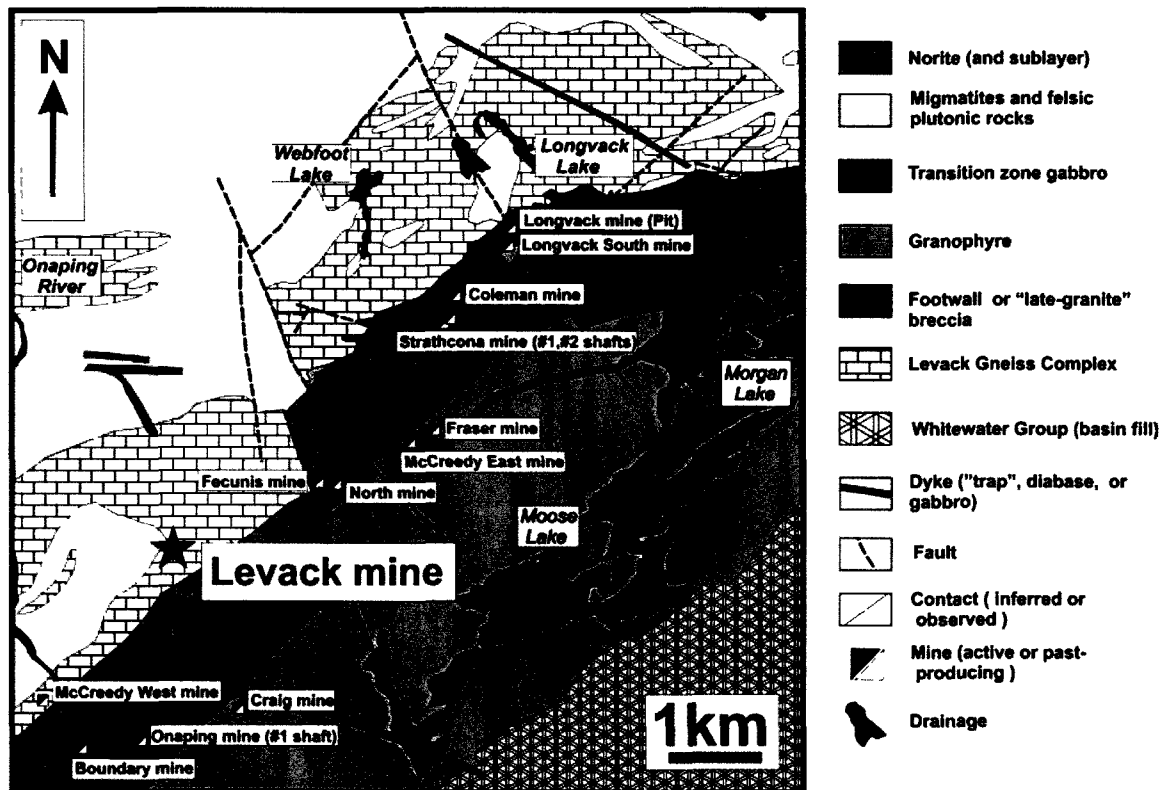 N
Webfoot
Lake
Longvack
Lake
Onaping
River
Longvack mine (Pit)
Longvack South mine
Coleman mine
Strathcona mine (#1,#2 shafts)
Morgan
Lake
Fraser mine
McCreedy East mine
Fecunis mine
North mine
Moose
Lake
Levack mine
McCreedy West mine
Craig mine
Onaping mine (#1 shaft)
Boundary mine
1km
Norite (and sublayer)
Migmatites and felsic
plutonic rocks
Transition zone gabbro
Granophyre
Footwall or "late-granite"
breccia
Levack Gneiss Complex
Whitewater Group (basin fill)
Dyke ("trap", diabase, or
gabbro)
Fault
Contact ( inferred or
observed )
Mine (active or past-
producing )
Drainage